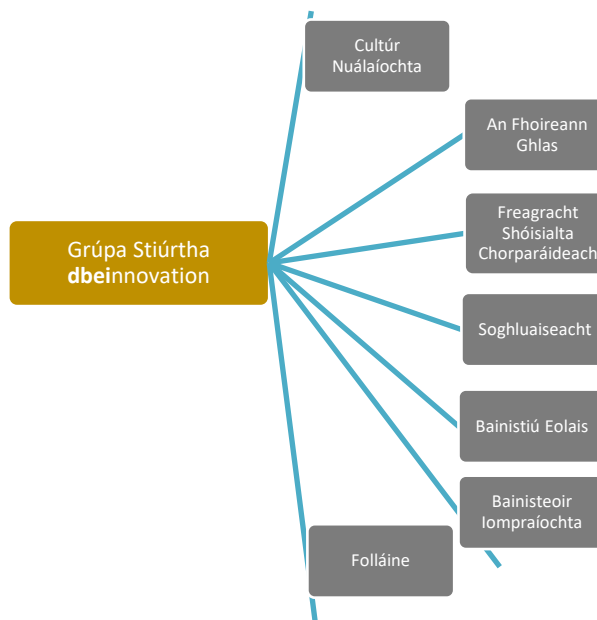 Cultúr
Nuálaíochta
An Fhoireann
Ghlas
Freagracht
Shóisialta
Chorparáideach
Grúpa Stiúrtha
dbeinnovation
Soghluaiseacht
Bainistiú Eolais
Bainisteoir
Iompraíochta
Folláine